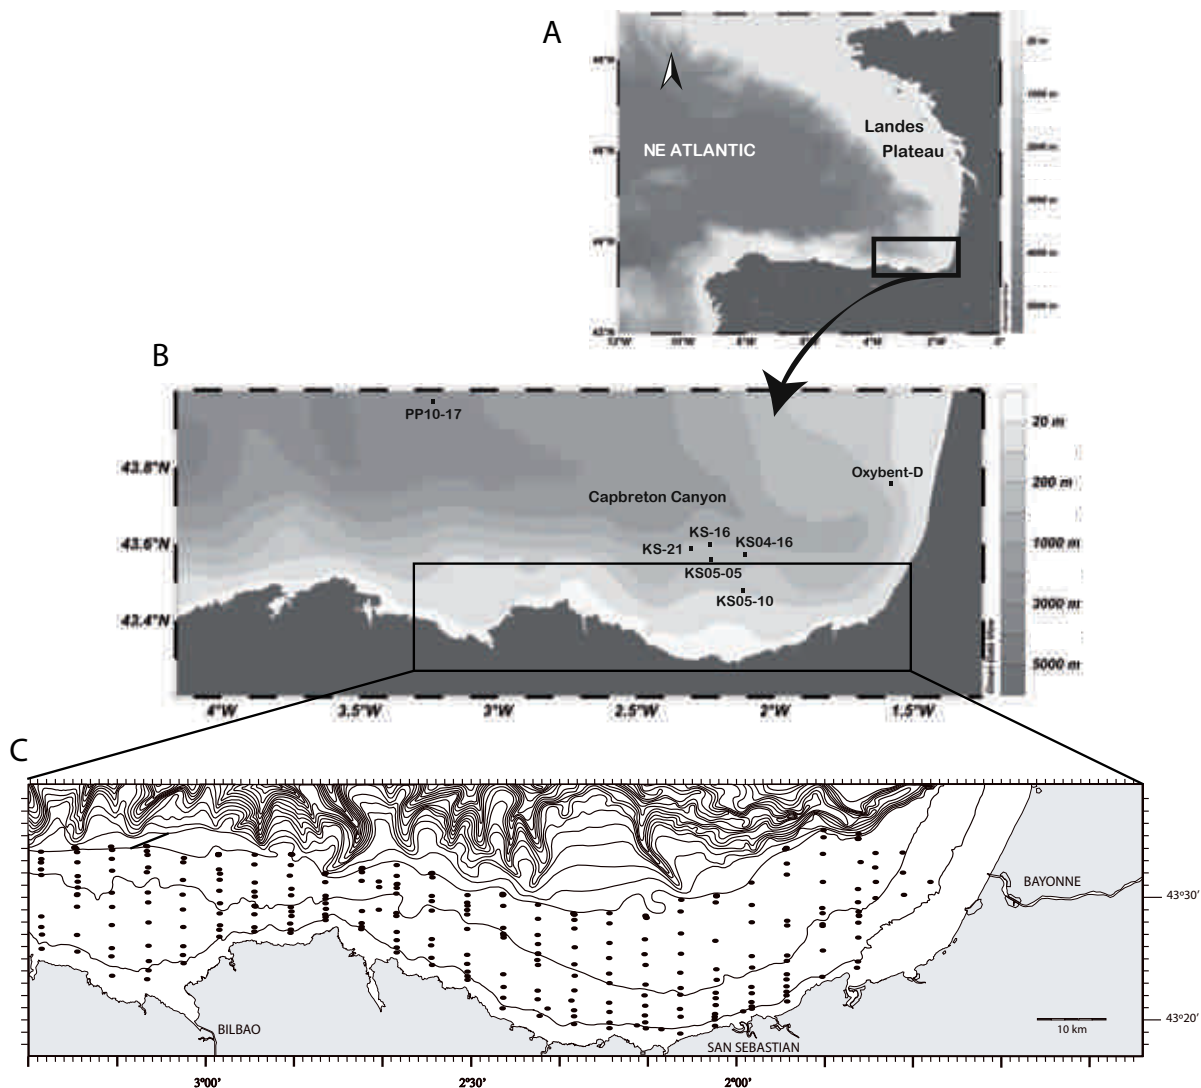 A
Landes
Plateau
NE ATLANTIC
B
PP10-17
43.8°N
Oxybent-D
Capbreton Canyon
KS-16
KS04-16
KS-21
43.6°N
KS05-05
KS05-10
43.4°N
20 m
200 m
1000 m
3000 m
5000 m
4°W
3.5°W
3°W
2.5°W
2°W
1.5°W
C
BAYONNE
43°30'
43°20'
10 km
BILBAO
SAN SEBASTIAN
3°00'
2°30'
2°00'